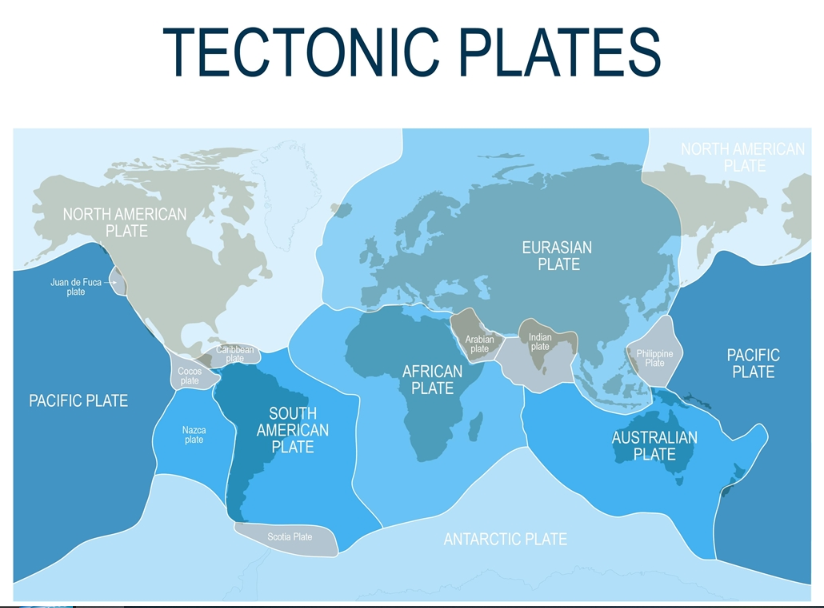 TECTONIC PLATES
NORTH AMERICAN
PLATE
NORTH AMERICAN
PLATE
EURASIAN
PLATE
Juan de Fuca
plate
Caribbean
plate
Cocos
plate
Arabian
plate
Indian
plate
Philippine
Plate
PACIFIC PLATE
AFRICAN
PLATE
PACIFIC
PLATE
Nazca
plate
SOUTH
AMERICAN
PLATE
AUSTRALIAN
PLATE
Scotia Plate
ANTARCTIC PLATE